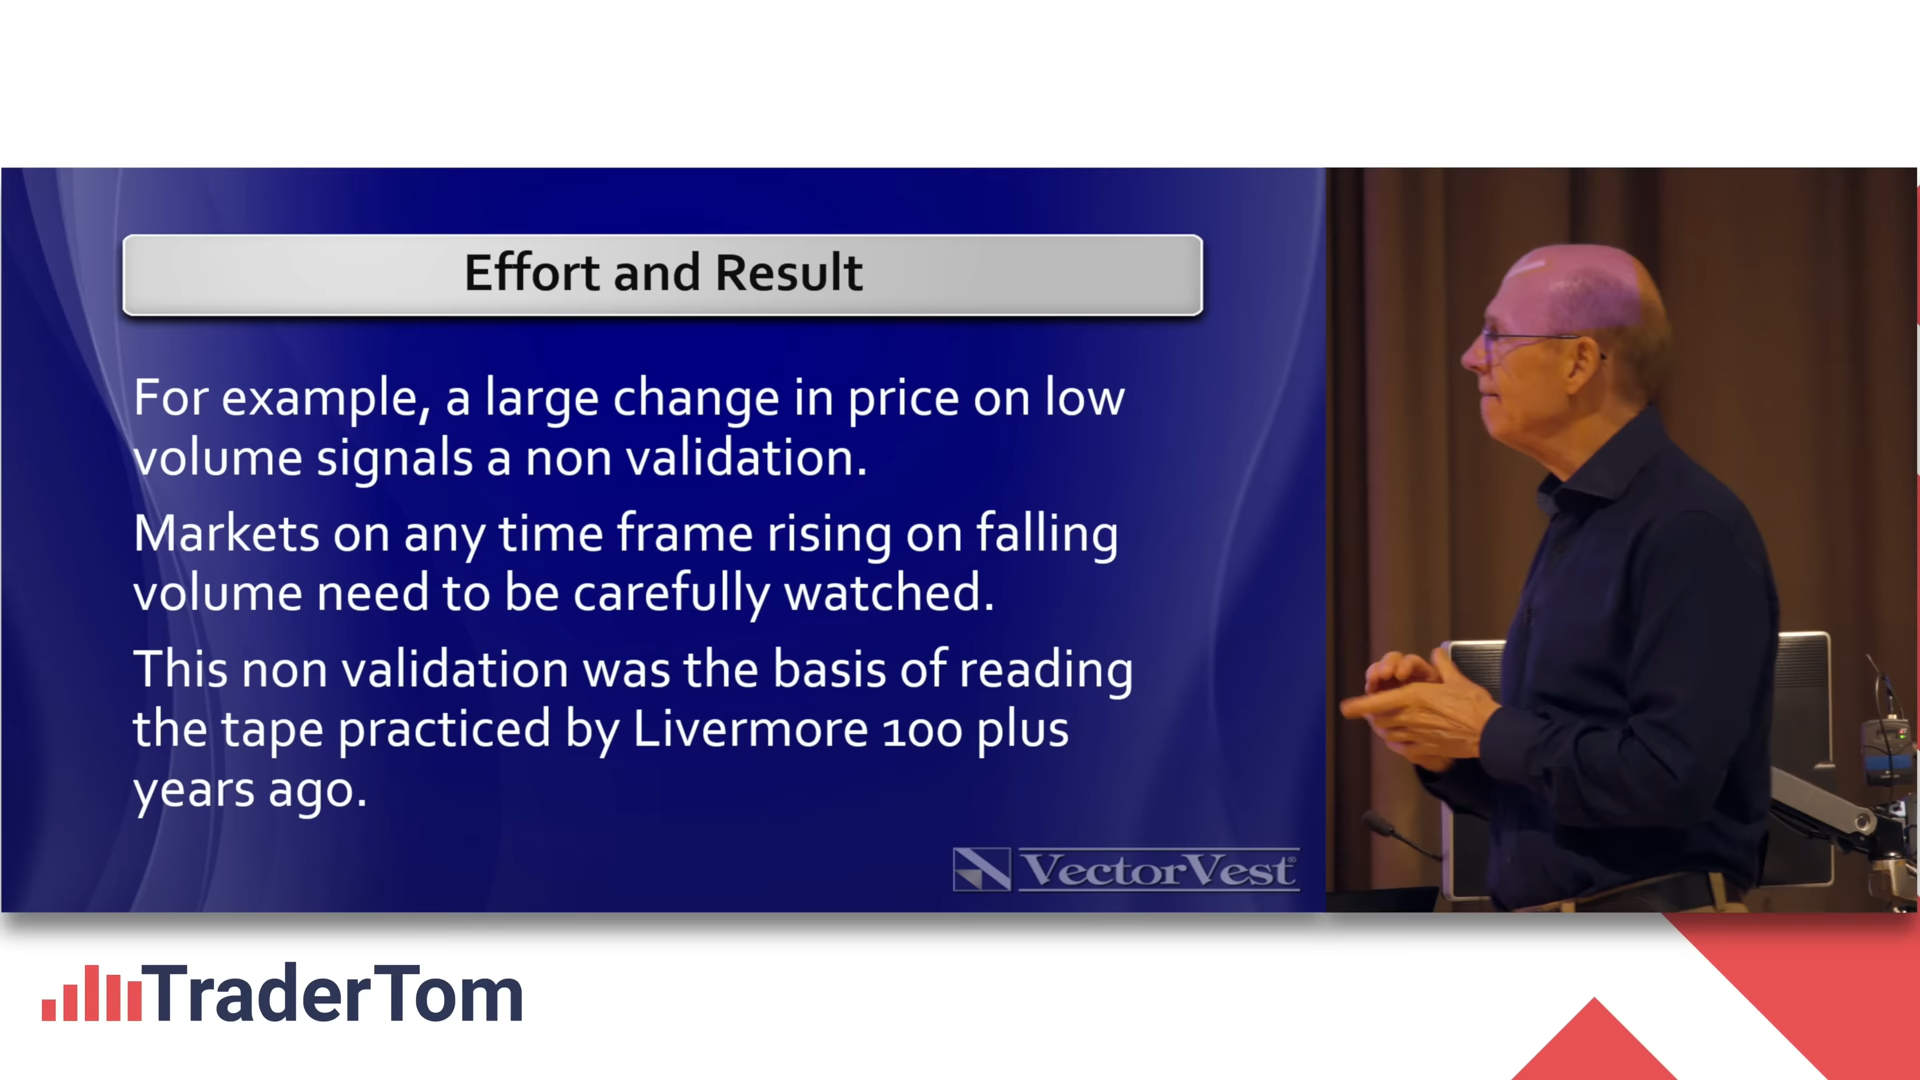 Effort and Result
For example, a large change in price on low
volume signals a non validation.
Markets on any time frame rising on falling
volume need to be carefully watched.
This non validation was the basis of reading
the tape practiced by Livermore 100 plus
years ago.
VectorVest®
TraderTom